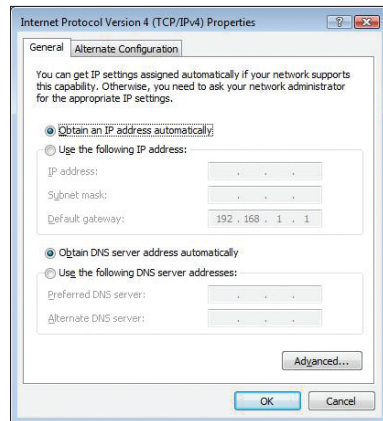 Internet Protocol Version 4 (TCP/IPv4) Properties
General Alternate Configuration
You can get IP settings assigned automatically if your network supports
this capability. Otherwise, you need to ask your network administrator
for the appropriate IP settings.
Obtain an IP address automatically
Use the following IP address:
IP address: . . .
Subnet mask: . . .
Default gateway: 192 . 168 . 1 . 1
Obtain DNS server address automatically
Use the following DNS server addresses:
Preferred DNS server: . . .
Alternate DNS server: . . .
Advanced...
OK Cancel